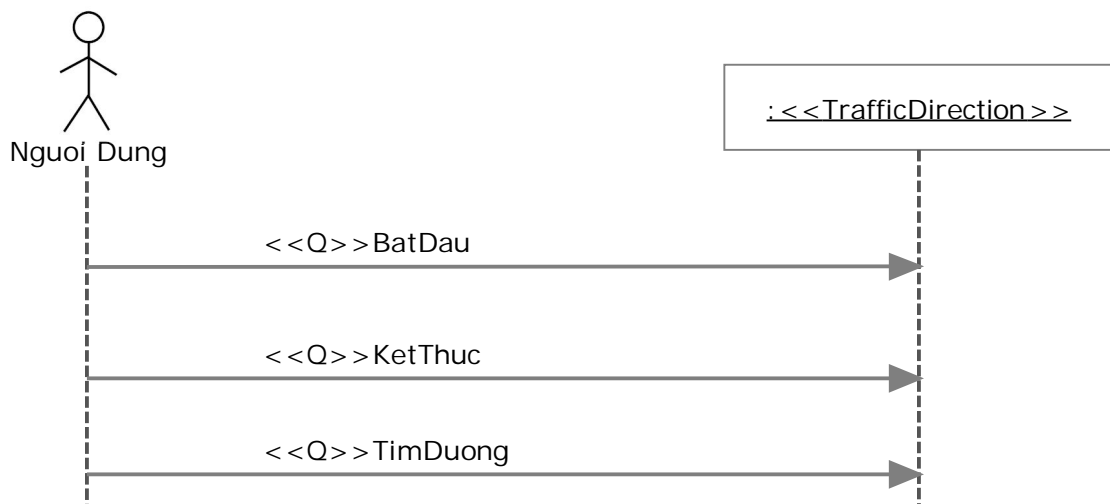 Nguoi Dung
:<<TrafficDirection>>
<<Q>>BatDau
<<Q>>KetThuc
<<Q>>TimDuong